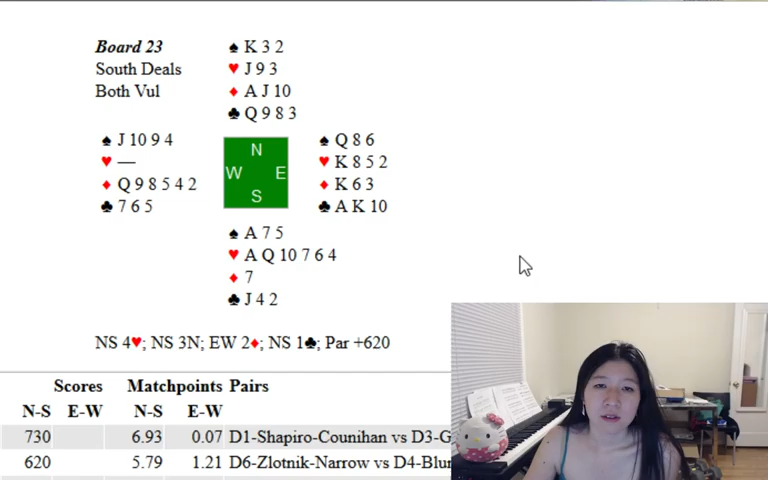 Board 23
South Deals
Both Vul
♠ K 3 2
♥ J 9 3
♦ A J 10
♣ Q 9 8 3
♠ J 10 9 4
♥ —
♦ Q 9 8 5 4 2
♣ 7 6 5
N
W E
S
♠ Q 8 6
♥ K 8 5 2
♦ K 6 3
♣ A K 10
♠ A 7 5
♥ A Q 10 7 6 4
♦ 7
♣ J 4 2
NS 4♥; NS 3N; EW 2♦; NS 1♣; Par +620
Scores Matchpoints Pairs
N-S E-W N-S E-W
730 6.93 0.07 D1-Shapiro-Counihan vs D3-G
620 5.79 1.21 D6-Zlotnik-Narrow vs D4-Blur